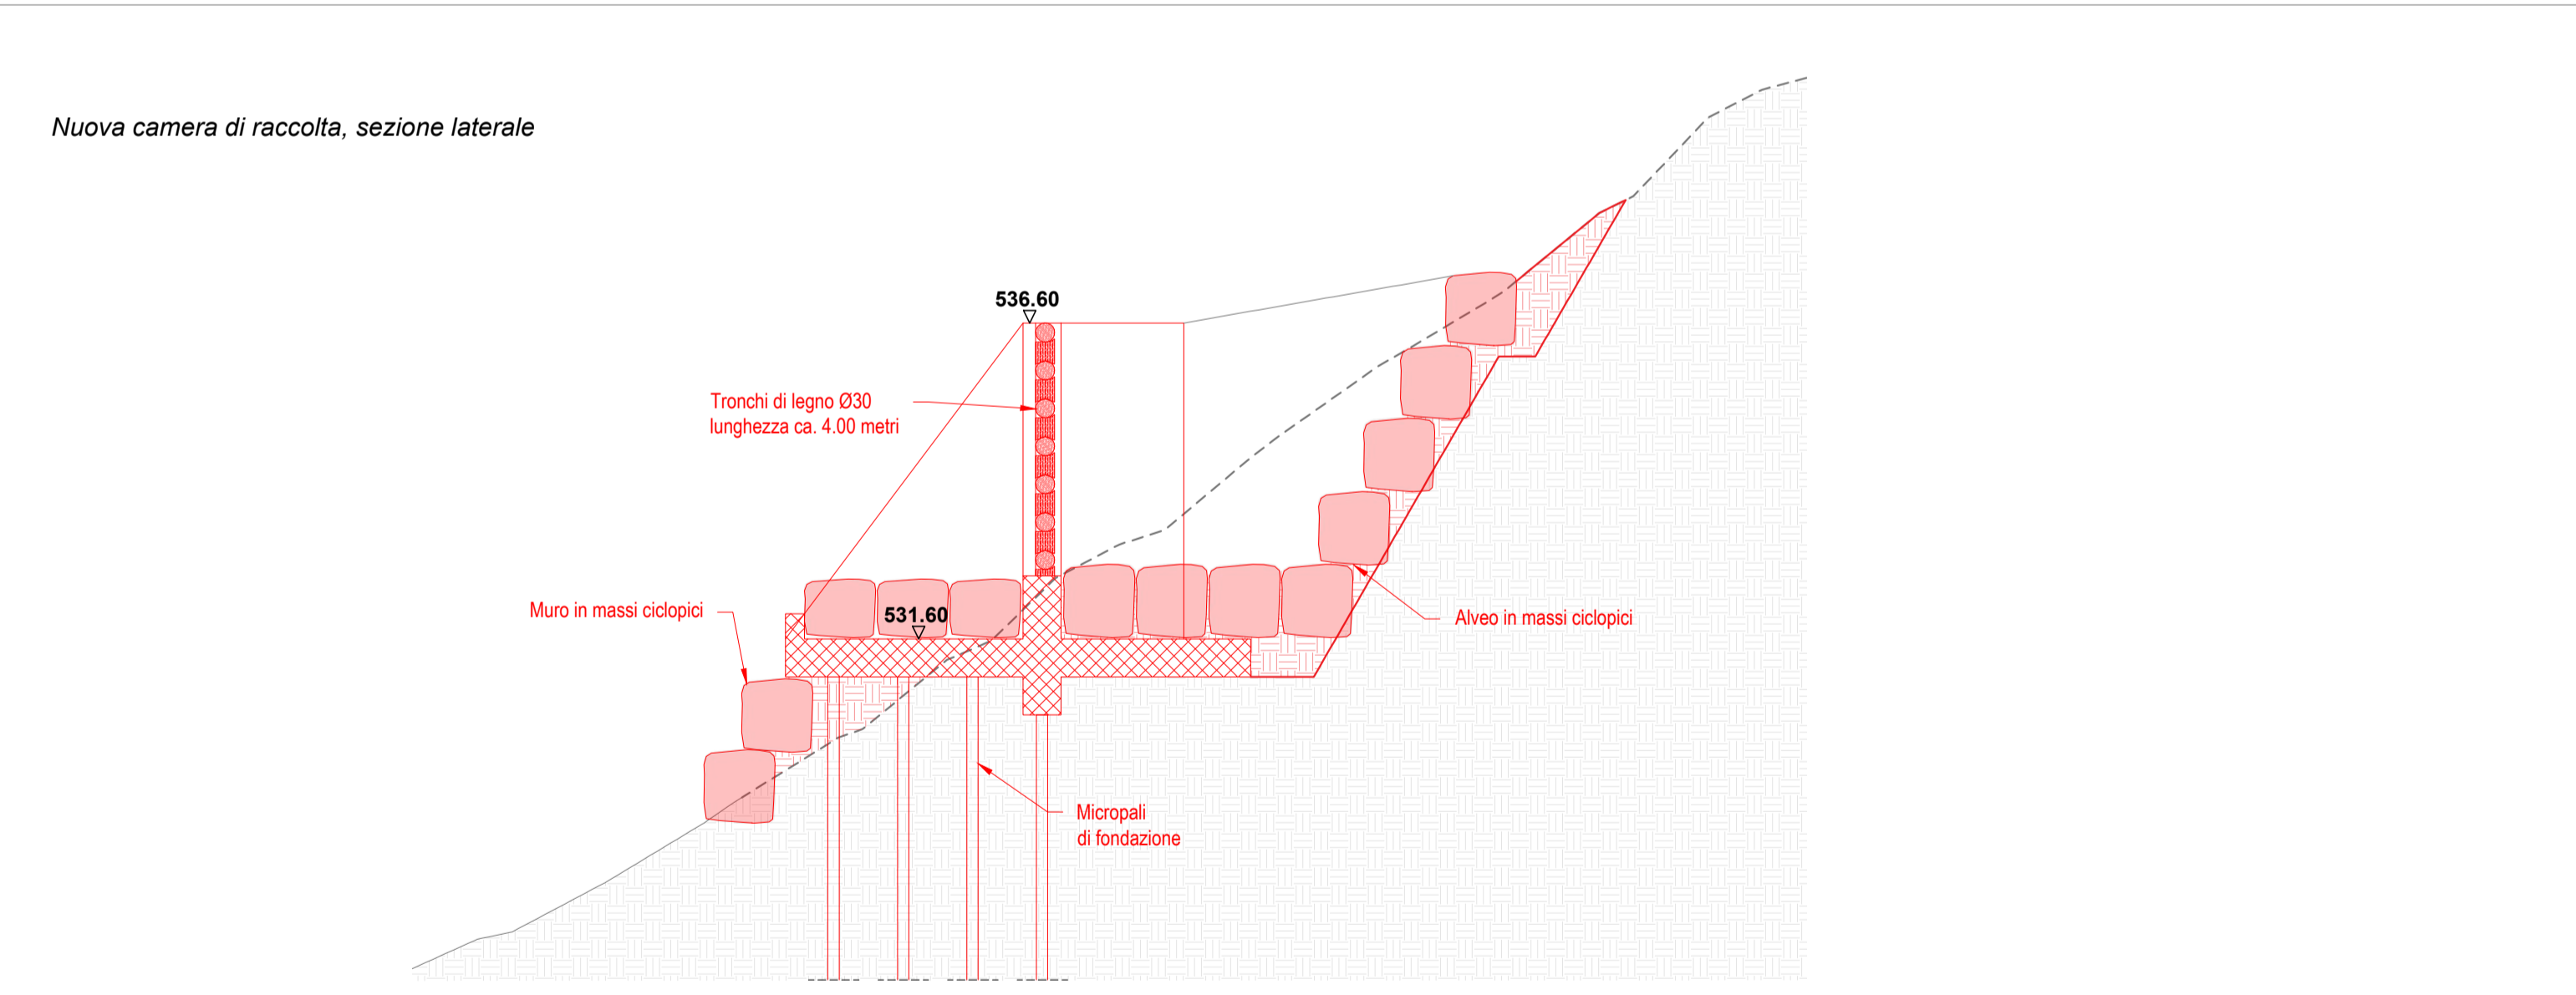 Nuova camera di raccolta, sezione laterale
536.60
Tronchi di legno Ø30
lunghezza ca. 4.00 metri
Muro in massi ciclopici
531.60
Alveo in massi ciclopici
Micropali
di fondazione